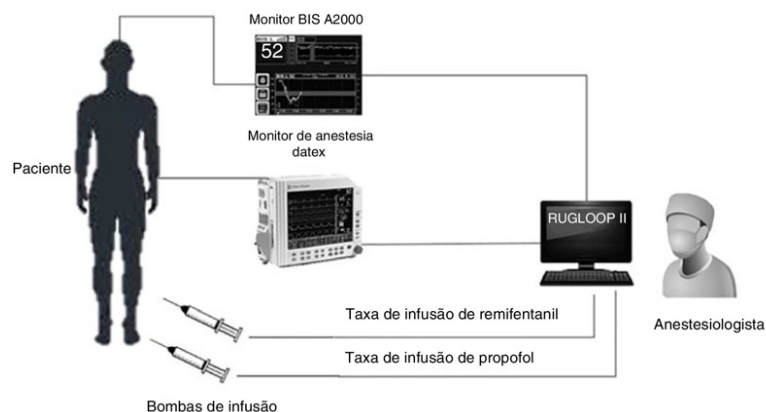 Monitor BIS A2000
52
Monitor de anestesia
datex
Paciente
RUGLOOP II
Taxa de infusão de remifentanil
Anestesiologista
Taxa de infusão de propofol
Bombas de infusão